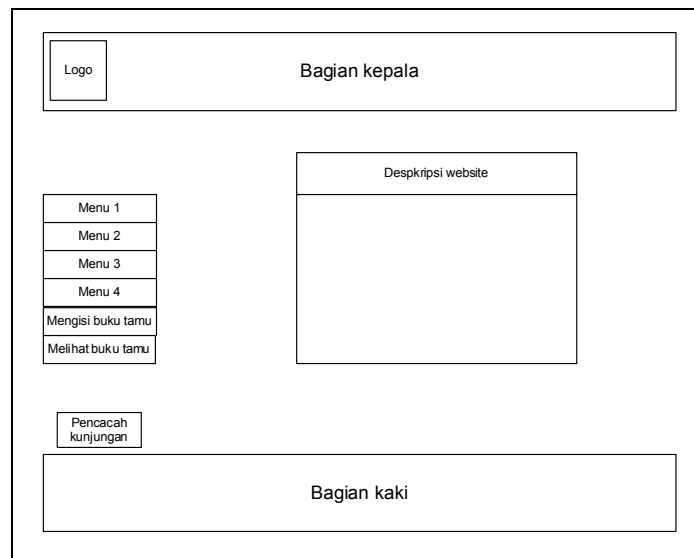 Logo
Bagian kepala
Despkripsi website
Menu 1
Menu 2
Menu 3
Menu 4
Mengisi buku tamu
Melihat buku tamu
Pencacah
kunjungan
Bagian kaki